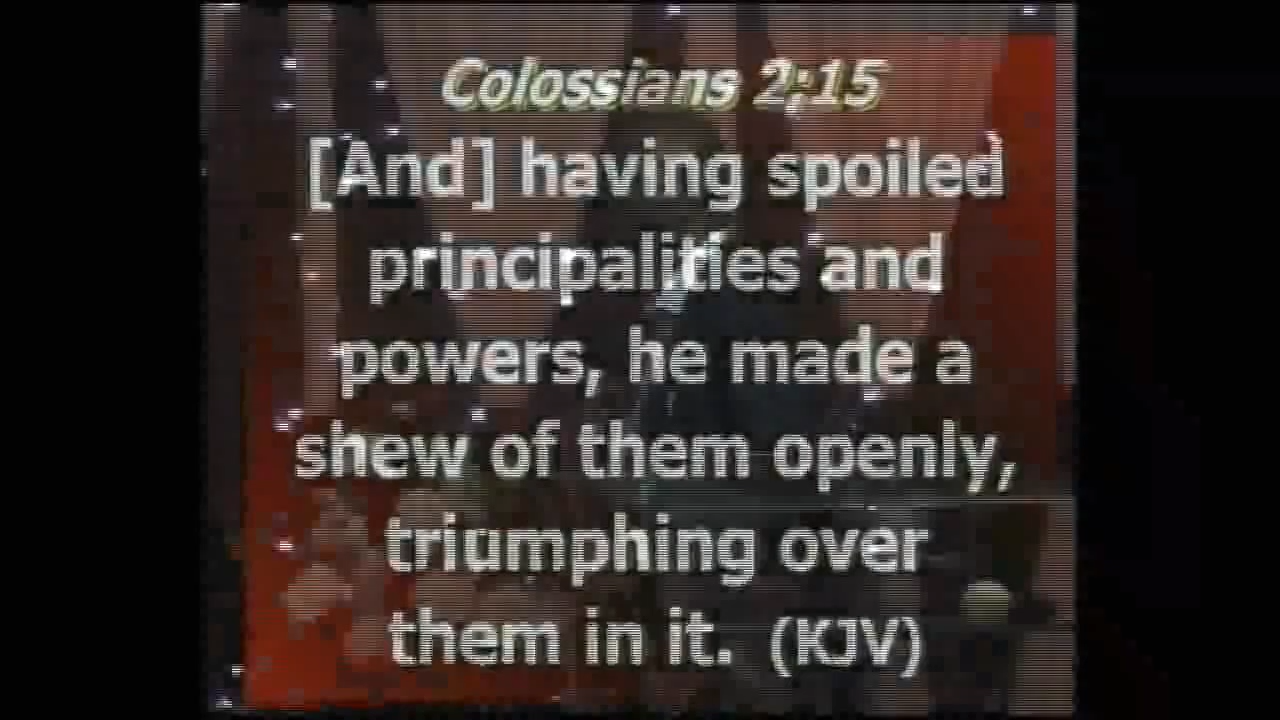 Colossians 2:15
[And] having spoiled
principalities and
powers, he made a
shew of them openly,
triumphing over
them in it. (KJV)